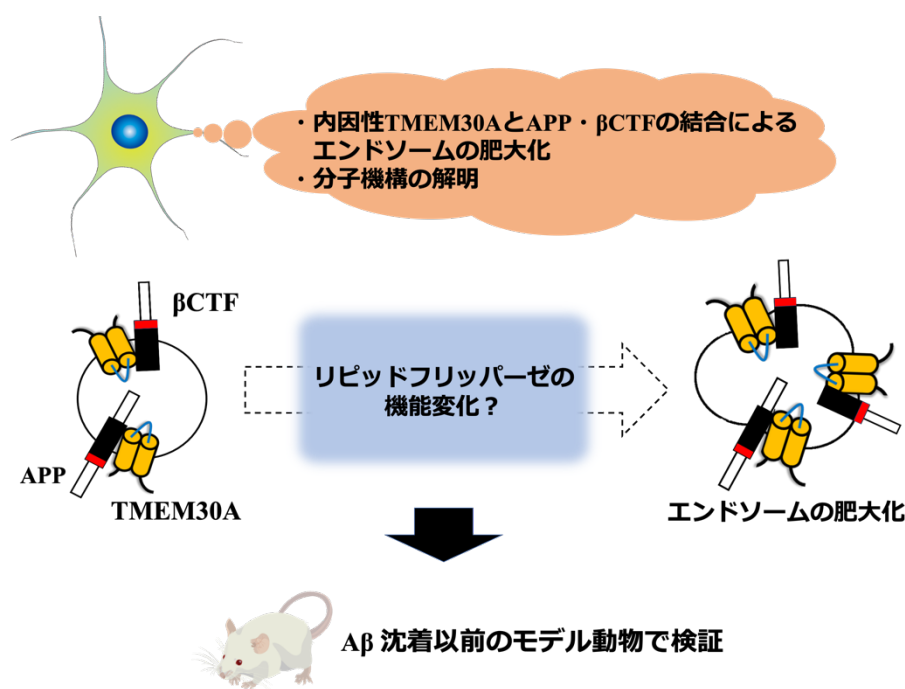 ・内因性TMEM30AとAPP・βCTFの結合による
エンドソームの肥大化
・分子機構の解明
βCTF
APP
TMEM30A
リピッドフリッパーゼの
機能変化？
エンドソームの肥大化
Aβ 沈着以前のモデル動物で検証